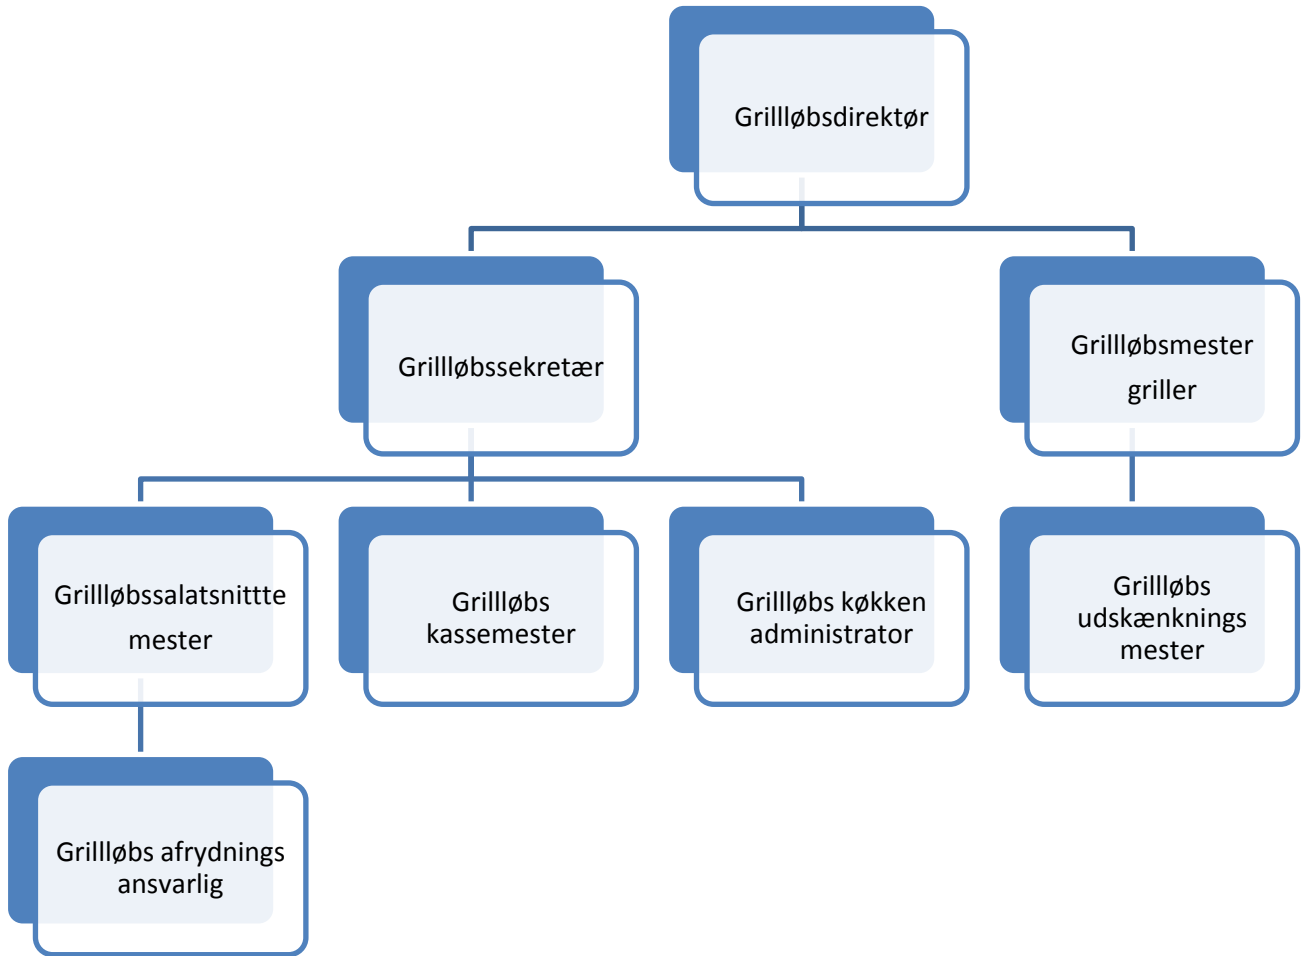 Grillløbsdirektør
Grillløbssekretær
Grillløbsmester
griller
Grillløbssalatsnittte
mester
Grillløbs
kassemester
Grillløbs køkken
administrator
Grillløbs
udskænknings
mester
Grillløbs afrydnings
ansvarlig